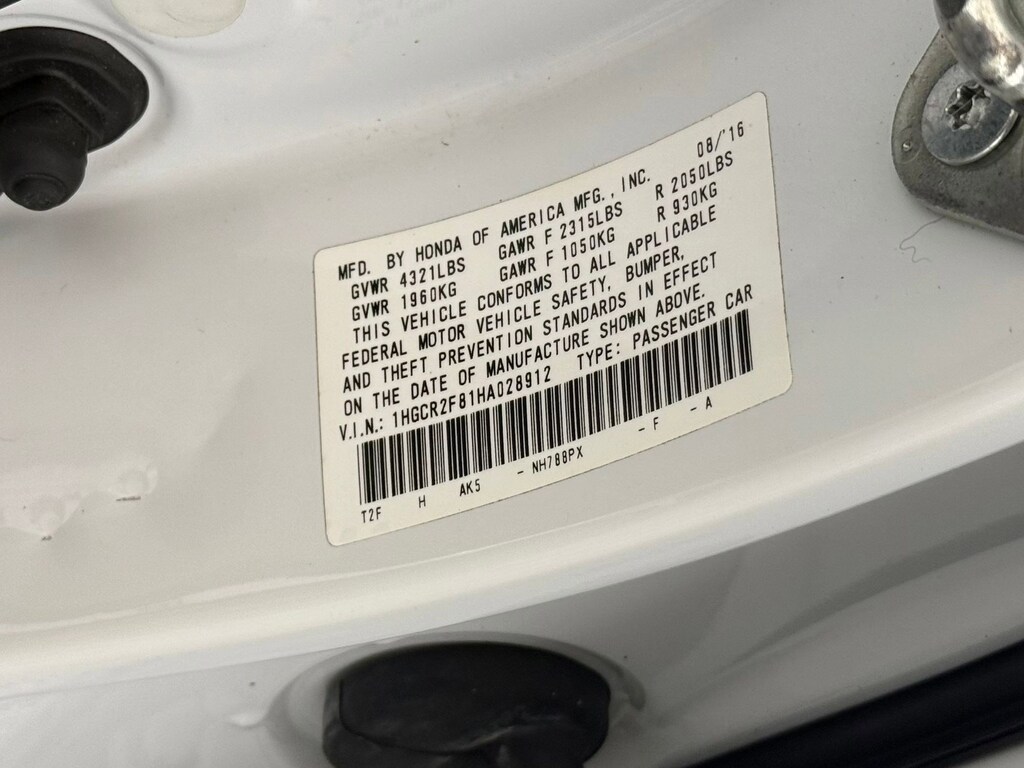 MFD. BY HONDA OF AMERICA MFG., INC. 08/'16
GVWR 4321LBS GAWR F 2315LBS R 2050LBS
GVWR 1960KG GAWR F 1050KG R 930KG
THIS VEHICLE CONFORMS TO ALL APPLICABLE
FEDERAL MOTOR VEHICLE SAFETY, BUMPER,
AND THEFT PREVENTION STANDARDS IN EFFECT
ON THE DATE OF MANUFACTURE SHOWN ABOVE.
V.I.N.: 1HGCR2F81HA028912 TYPE: PASSENGER CAR
T2F H AK5 - NH788PX - F - A